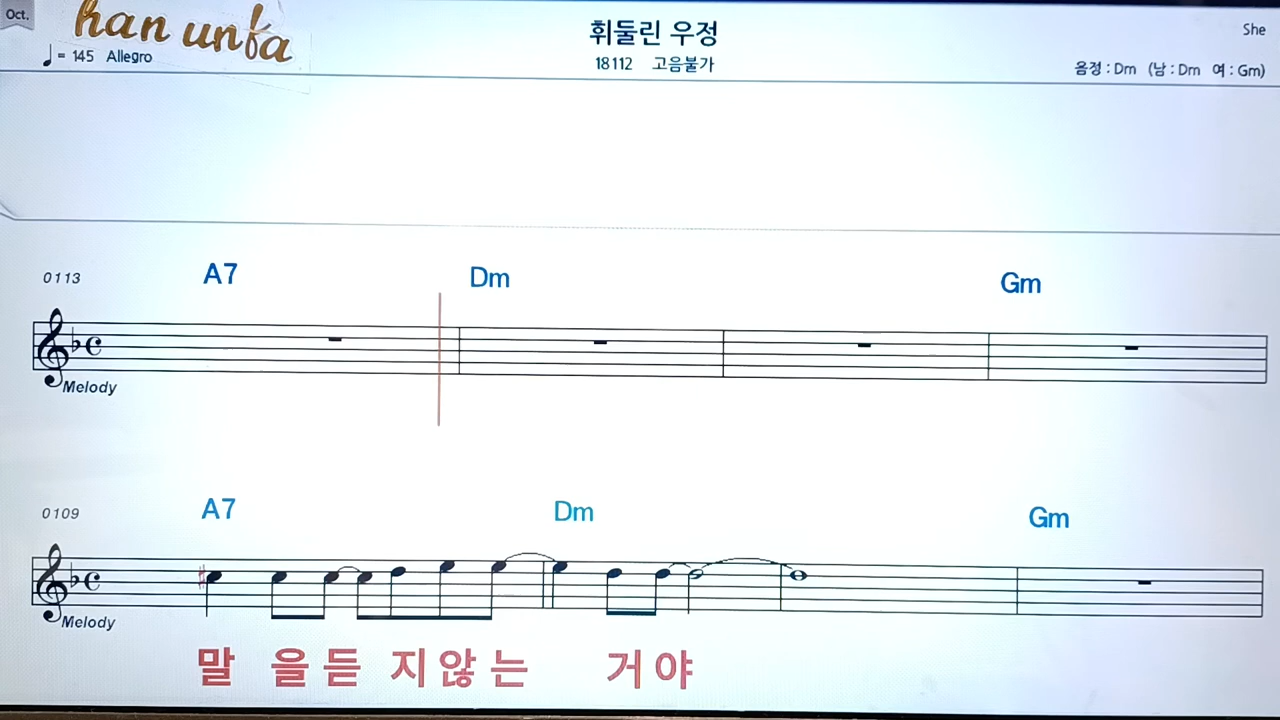 Oct.
han unfa
♩= 145 Allegro
휘둘린 우정
18112 고음불가
She
음정 : Dm (남 : Dm 여 : Gm)
0113
A7 Dm Gm
Melody
0109
A7 Dm Gm
Melody
말 을듣 지않는 거야